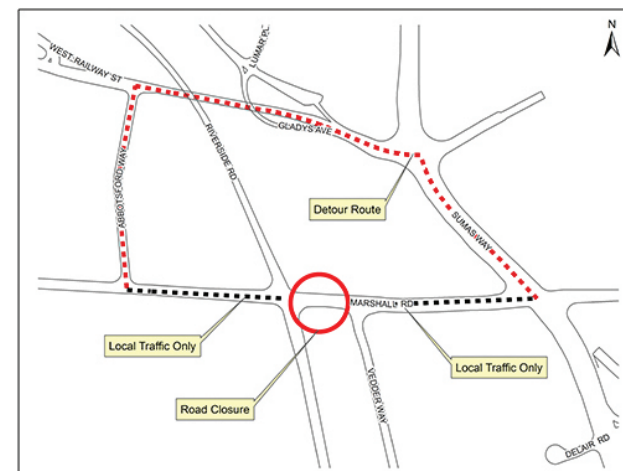 N
WEST RAILWAY ST
LUMAR PL
GLADYS AVE
RIVERSIDE RD
ABBOTSFORD WAY
Detour Route
SUMAS WAY
MARSHALL RD
Local Traffic Only
Local Traffic Only
Road Closure
VEDDER WAY
DELAIR RD